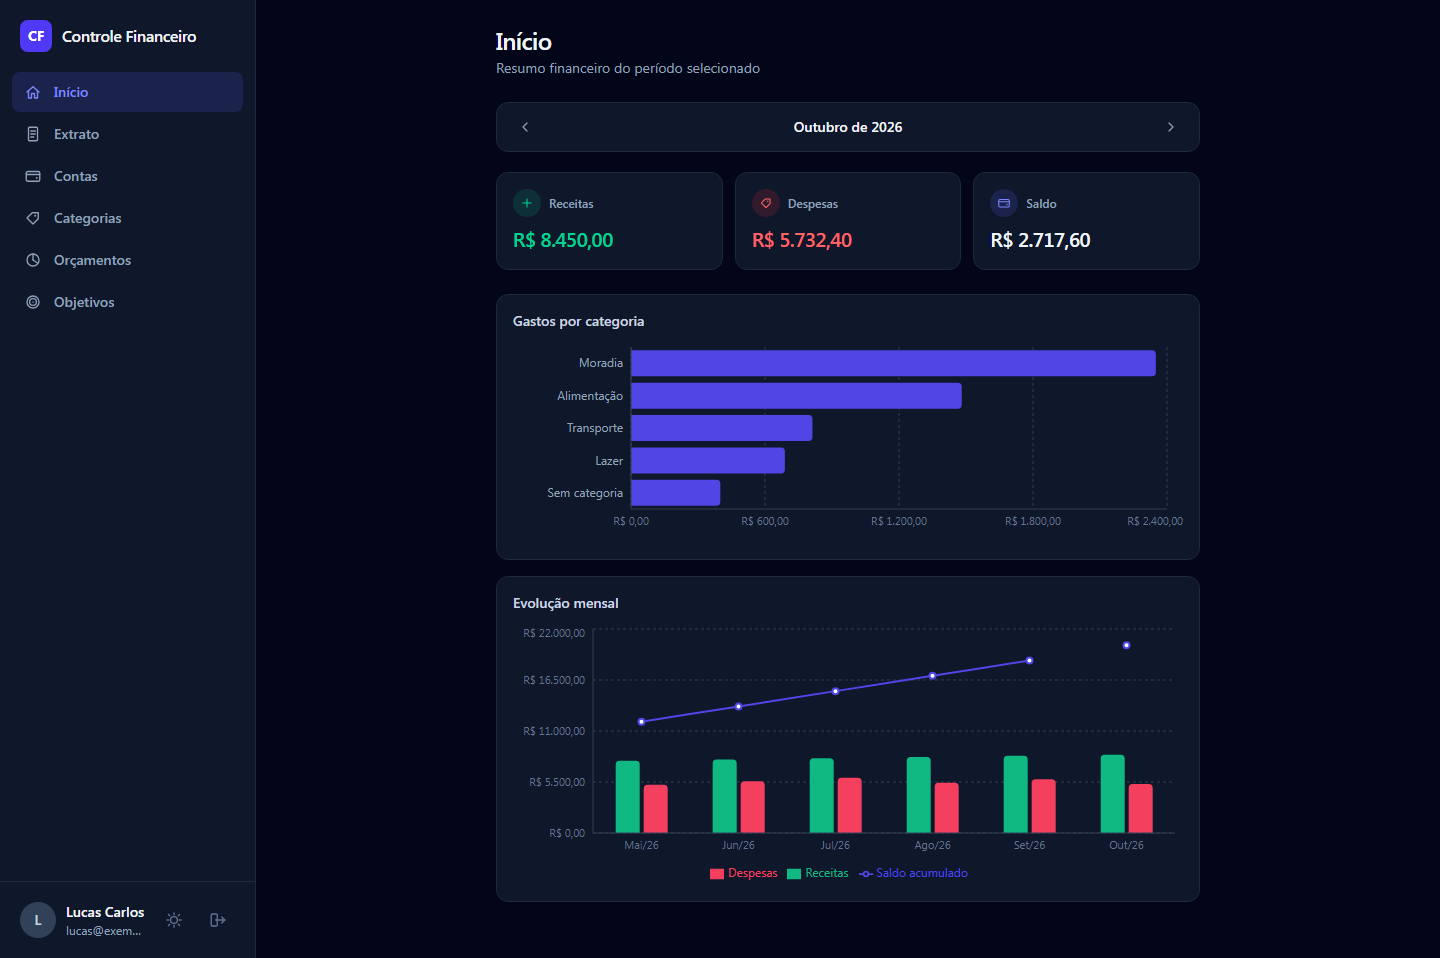 CF
Controle Financeiro
Início
Extrato
Contas
Categorias
Orçamentos
Objetivos
L
Lucas Carlos
lucas@exem...
Início
Resumo financeiro do período selecionado
Outubro de 2026
Receitas
R$ 8.450,00
Despesas
R$ 5.732,40
Saldo
R$ 2.717,60
Gastos por categoria
Moradia
Alimentação
Transporte
Lazer
Sem categoria
R$ 0,00 R$ 600,00 R$ 1.200,00 R$ 1.800,00 R$ 2.400,00
Evolução mensal
R$ 22.000,00
R$ 16.500,00
R$ 11.000,00
R$ 5.500,00
R$ 0,00
Mai/26 Jun/26 Jul/26 Ago/26 Set/26 Out/26
Despesas Receitas Saldo acumulado